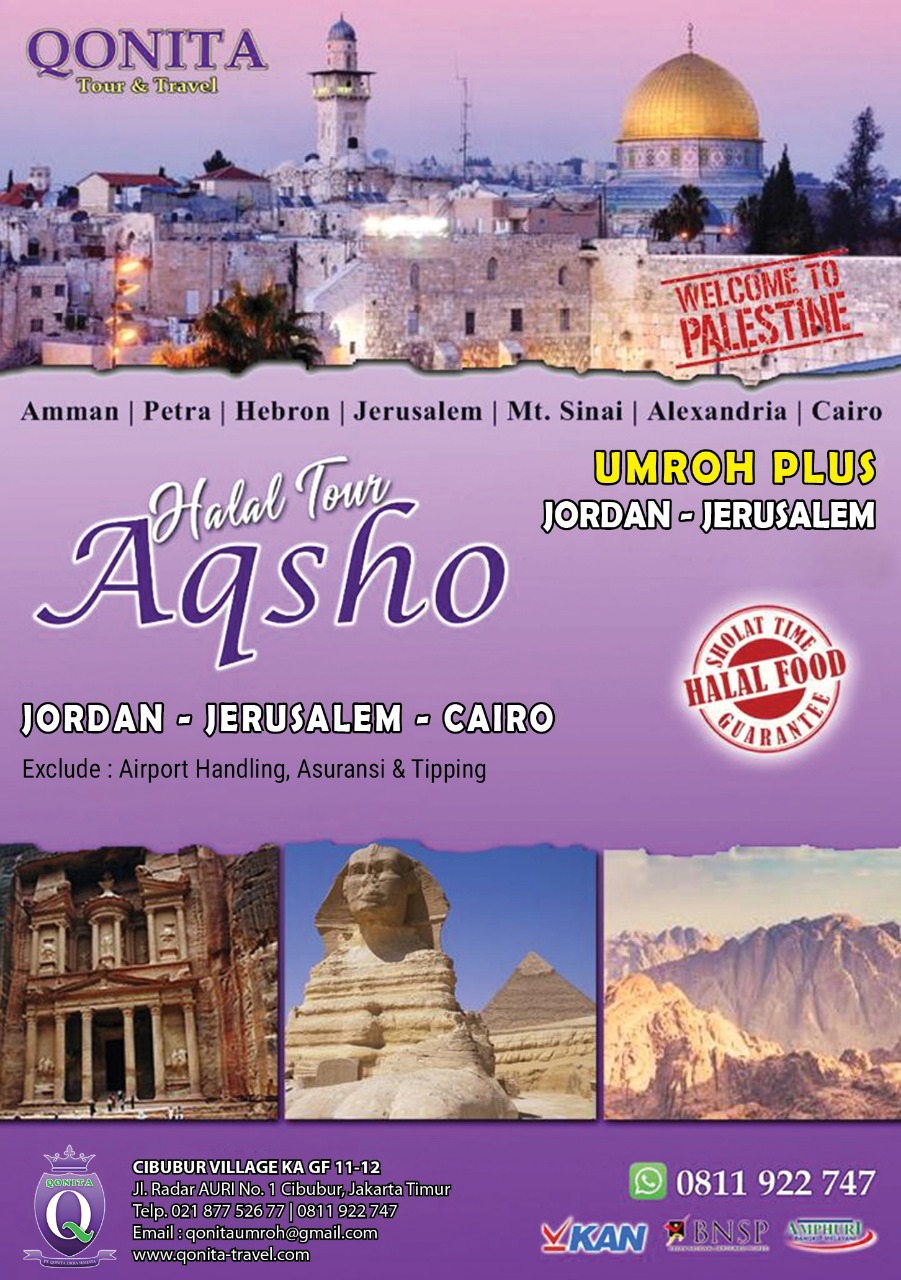 QONITA
Tour & Travel
WELCOME TO
PALESTINE
Amman | Petra | Hebron | Jerusalem | Mt. Sinai | Alexandria | Cairo
UMROH PLUS
JORDAN - JERUSALEM
Halal Tour
Aqsho
SHOLAT TIME
HALAL FOOD
GUARANTEE
JORDAN - JERUSALEM - CAIRO
Exclude : Airport Handling, Asuransi & Tipping
QONITA
Q
CIBUBUR VILLAGE KA GF 11-12
Jl. Radar AURI No. 1 Cibubur, Jakarta Timur
Telp. 021 877 526 77 | 0811 922 747
Email : qonitaumroh@gmail.com
www.qonita-travel.com
0811 922 747
KAN
BNSP
AMPHURI